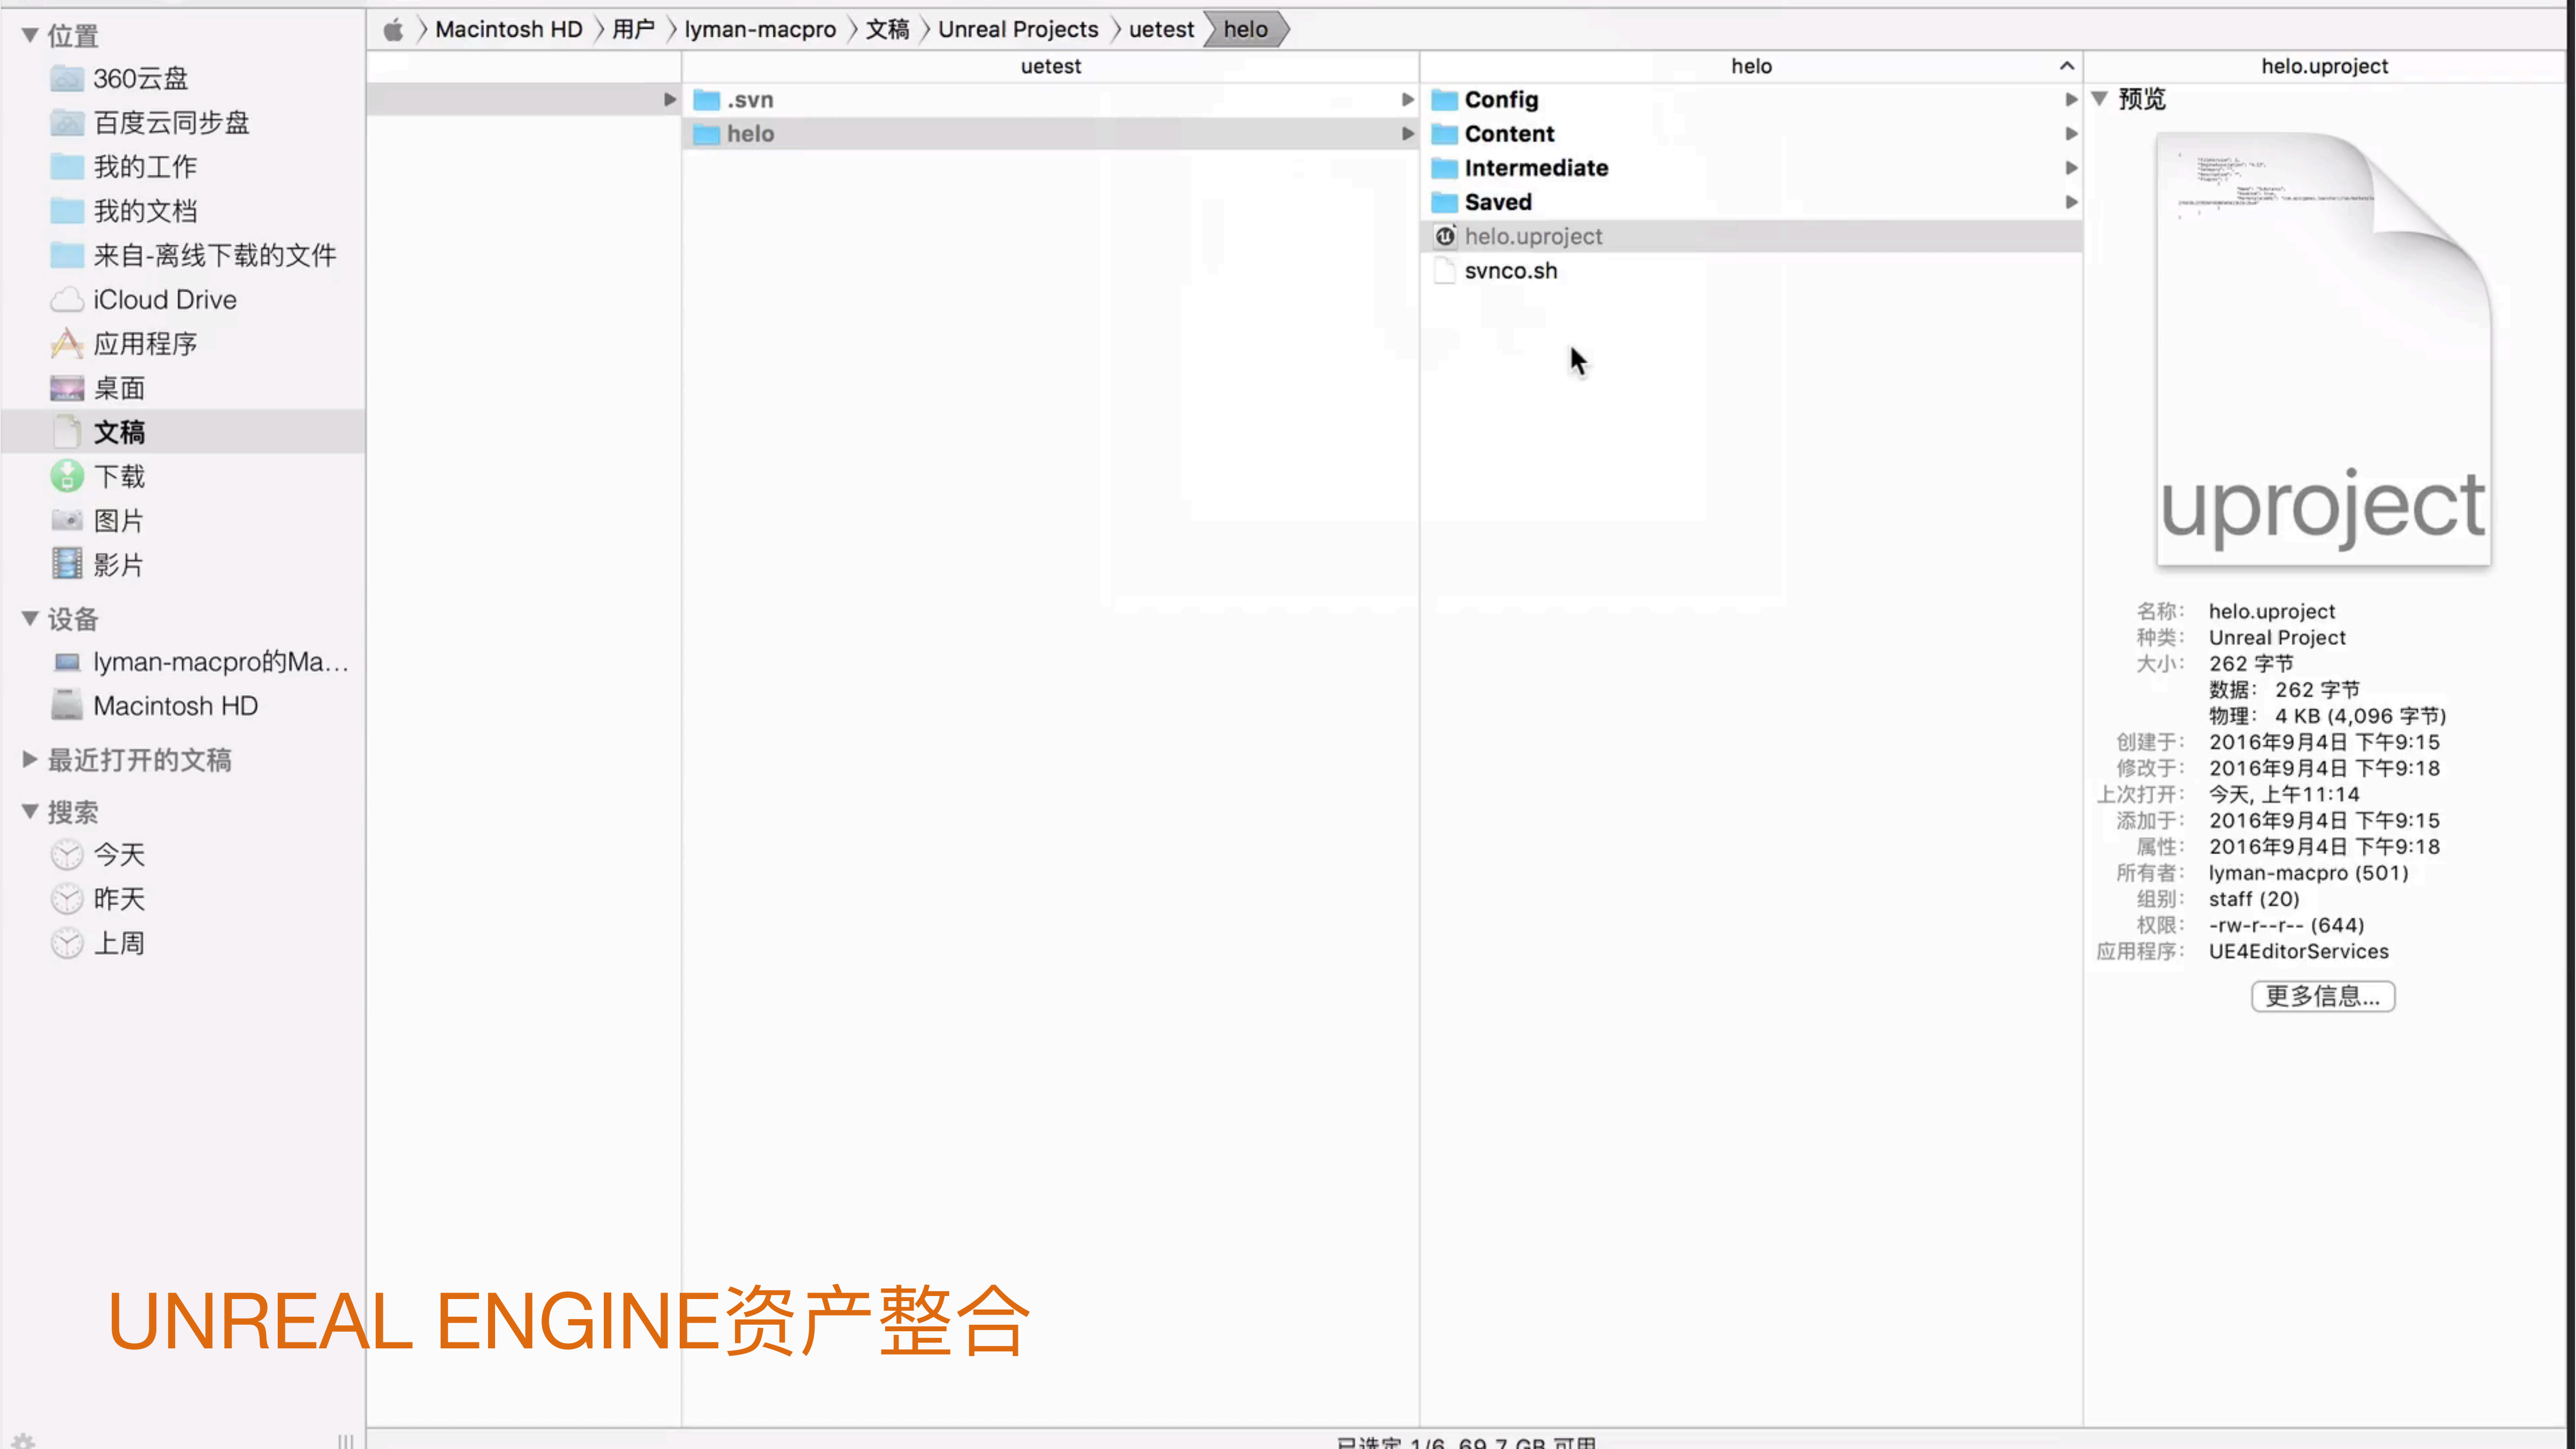 位置
360云盘
百度云同步盘
我的工作
我的文档
来自-离线下载的文件
iCloud Drive
应用程序
桌面
文稿
下载
图片
影片
设备
lyman-macpro的Ma...
Macintosh HD
最近打开的文稿
搜索
今天
昨天
上周
Macintosh HD 用户 lyman-macpro 文稿 Unreal Projects uetest helo
uetest
.svn
helo
helo
Config
Content
Intermediate
Saved
helo.uproject
svnco.sh
helo.uproject
预览
uproject
名称: helo.uproject
种类: Unreal Project
大小: 262 字节
数据: 262 字节
物理: 4 KB (4,096 字节)
创建于: 2016年9月4日 下午9:15
修改于: 2016年9月4日 下午9:18
上次打开: 今天, 上午11:14
添加于: 2016年9月4日 下午9:15
属性: 2016年9月4日 下午9:18
所有者: lyman-macpro (501)
组别: staff (20)
权限: -rw-r--r-- (644)
应用程序: UE4EditorServices
更多信息...
UNREAL ENGINE资产整合
已选定 1/6, 69.7 GB 可用